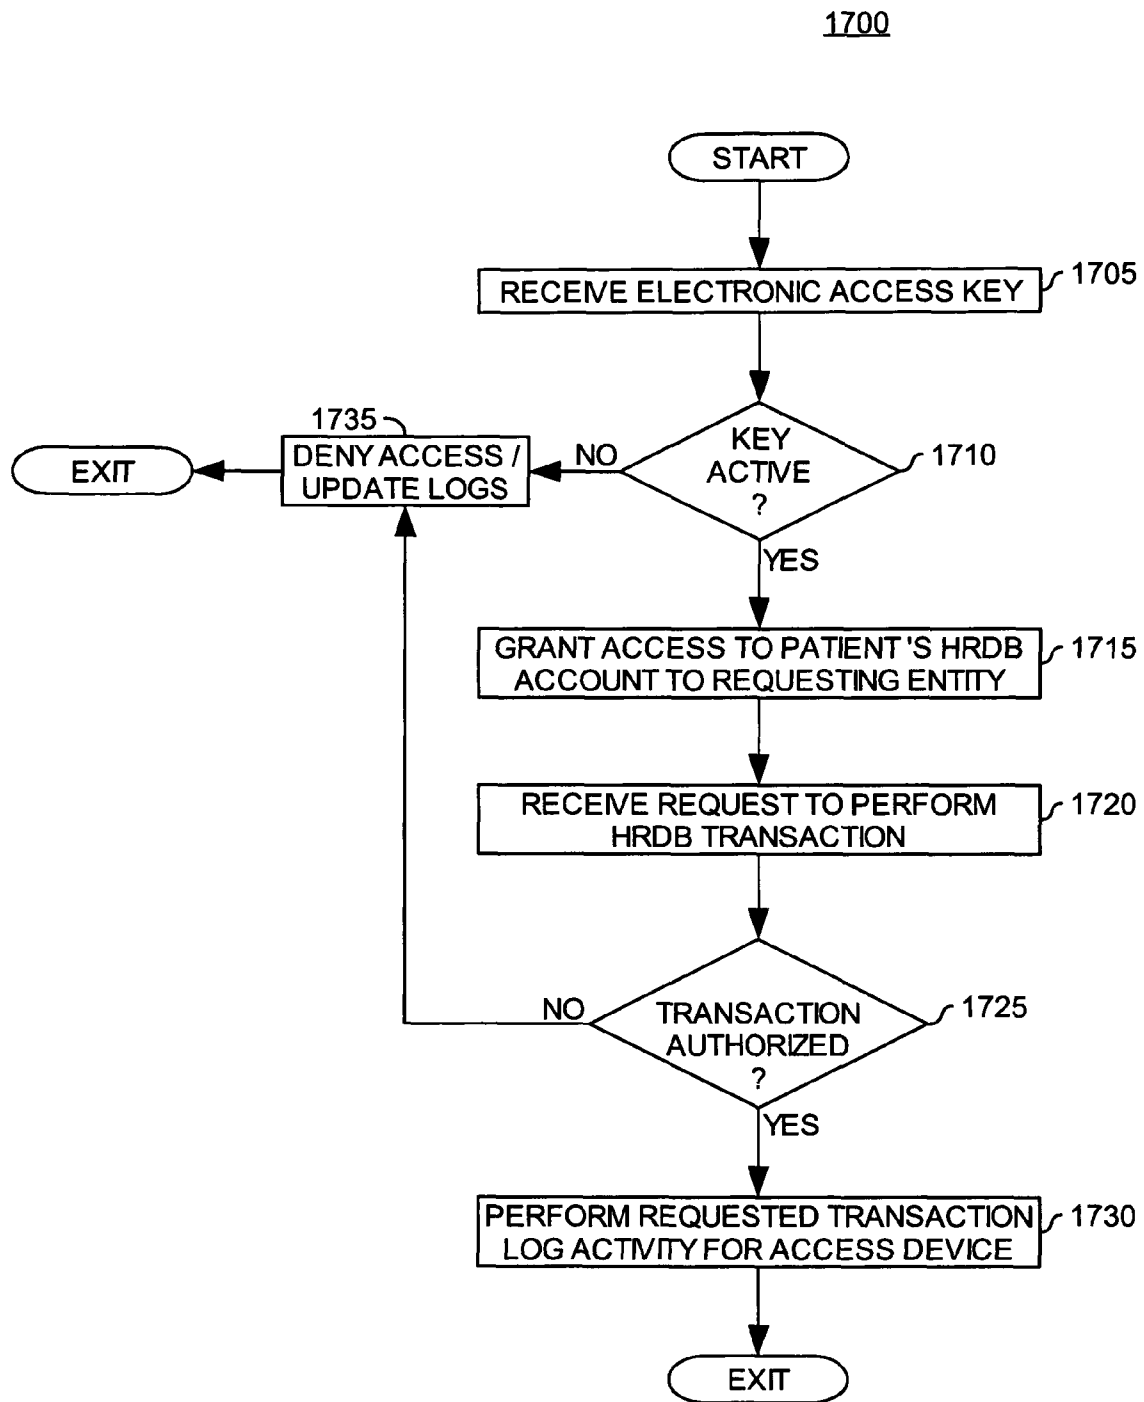 1700
START
RECEIVE ELECTRONIC ACCESS KEY
1705
KEY
ACTIVE
?
1710
NO
1735
DENY ACCESS /
UPDATE LOGS
EXIT
YES
GRANT ACCESS TO PATIENT'S HRDB
ACCOUNT TO REQUESTING ENTITY
1715
RECEIVE REQUEST TO PERFORM
HRDB TRANSACTION
1720
TRANSACTION
AUTHORIZED
?
1725
NO
YES
PERFORM REQUESTED TRANSACTION
LOG ACTIVITY FOR ACCESS DEVICE
1730
EXIT